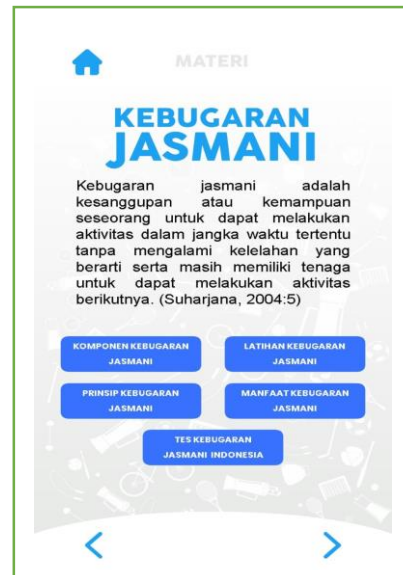 MATERI
KEBUGARAN
JASMANI
Kebugaran jasmani adalah
kesanggupan atau kemampuan
seseorang untuk dapat melakukan
aktivitas dalam jangka waktu tertentu
tanpa mengalami kelelahan yang
berarti serta masih memiliki tenaga
untuk dapat melakukan aktivitas
berikutnya. (Suharjana, 2004:5)
KOMPONEN KEBUGARAN
JASMANI
LATIHAN KEBUGARAN
JASMANI
PRINSIP KEBUGARAN
JASMANI
MANFAAT KEBUGARAN
JASMANI
TES KEBUGARAN
JASMANI INDONESIA